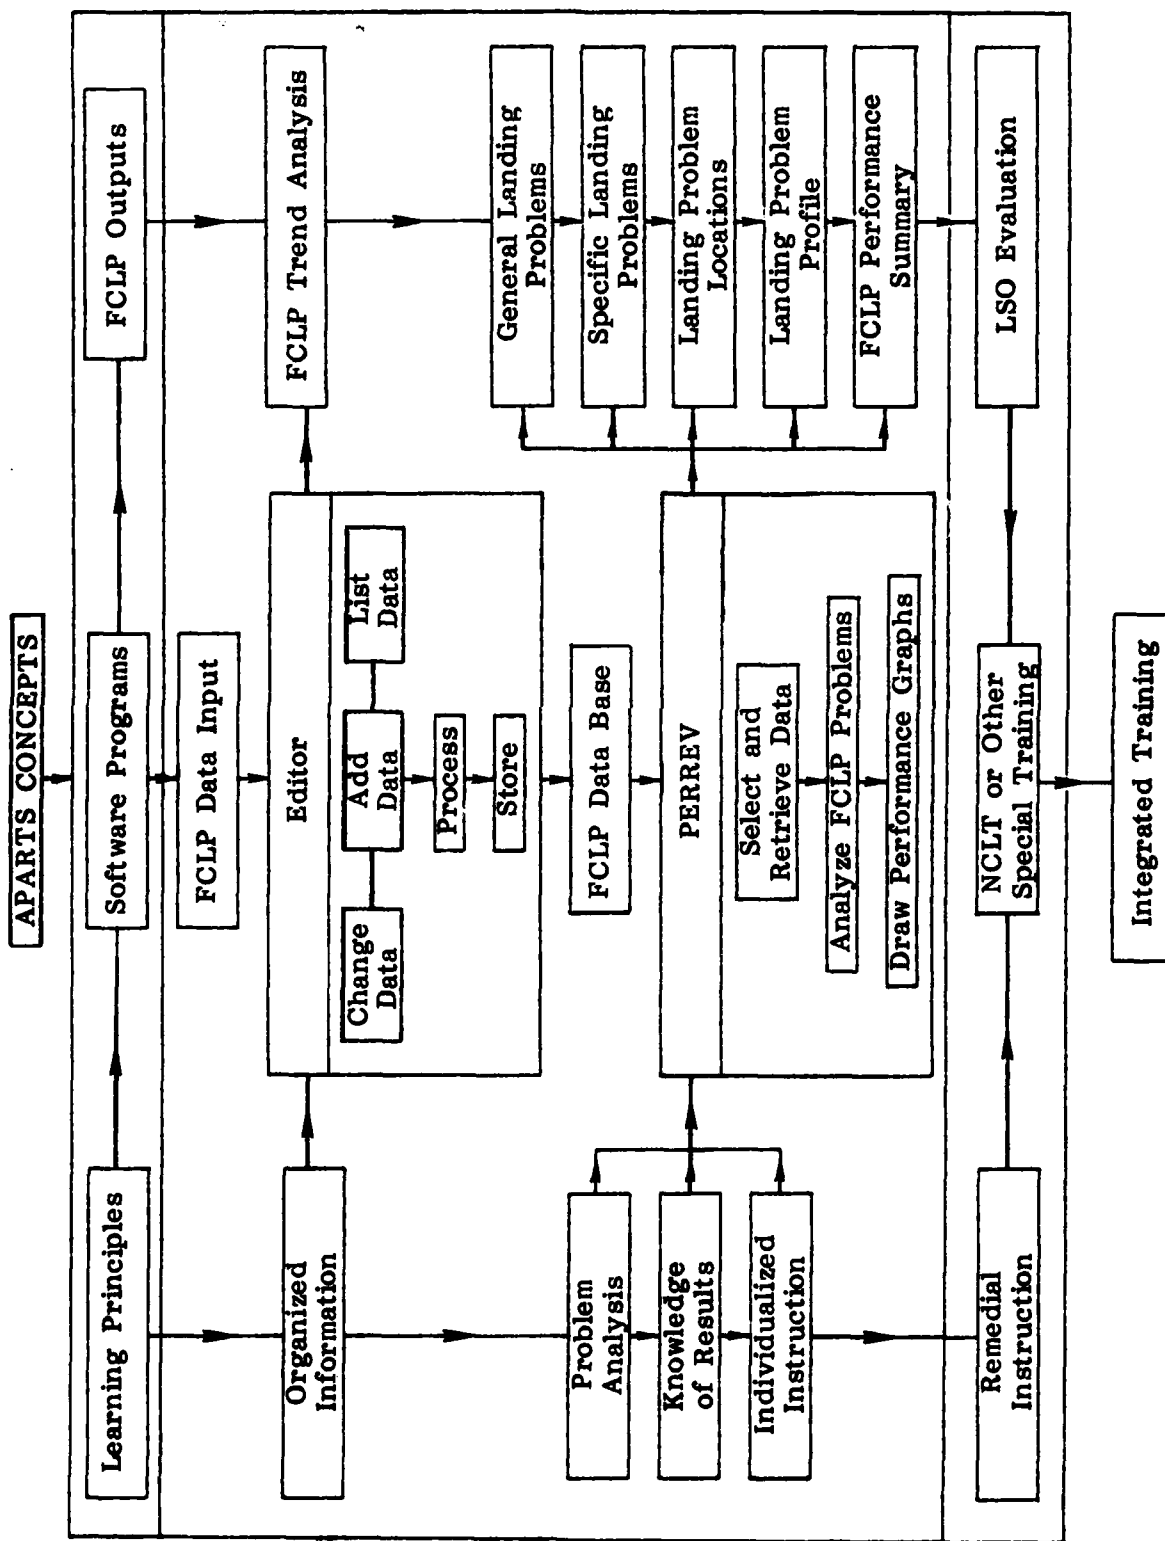 APARTS CONCEPTS
Learning Principles
Software Programs
FCLP Outputs
FCLP Data Input
Organized
Information
Editor
FCLP Trend Analysis
Change
Data
Add
Data
List
Data
Process
Store
FCLP Data Base
Problem
Analysis
Knowledge
of Results
Individualized
Instruction
PERREV
Select and
Retrieve Data
Analyze FCLP Problems
Draw Performance Graphs
General Landing
Problems
Specific Landing
Problems
Landing Problem
Locations
Landing Problem
Profile
FCLP Performance
Summary
Remedial
Instruction
NCLT or Other
Special Training
LSO Evaluation
Integrated Training